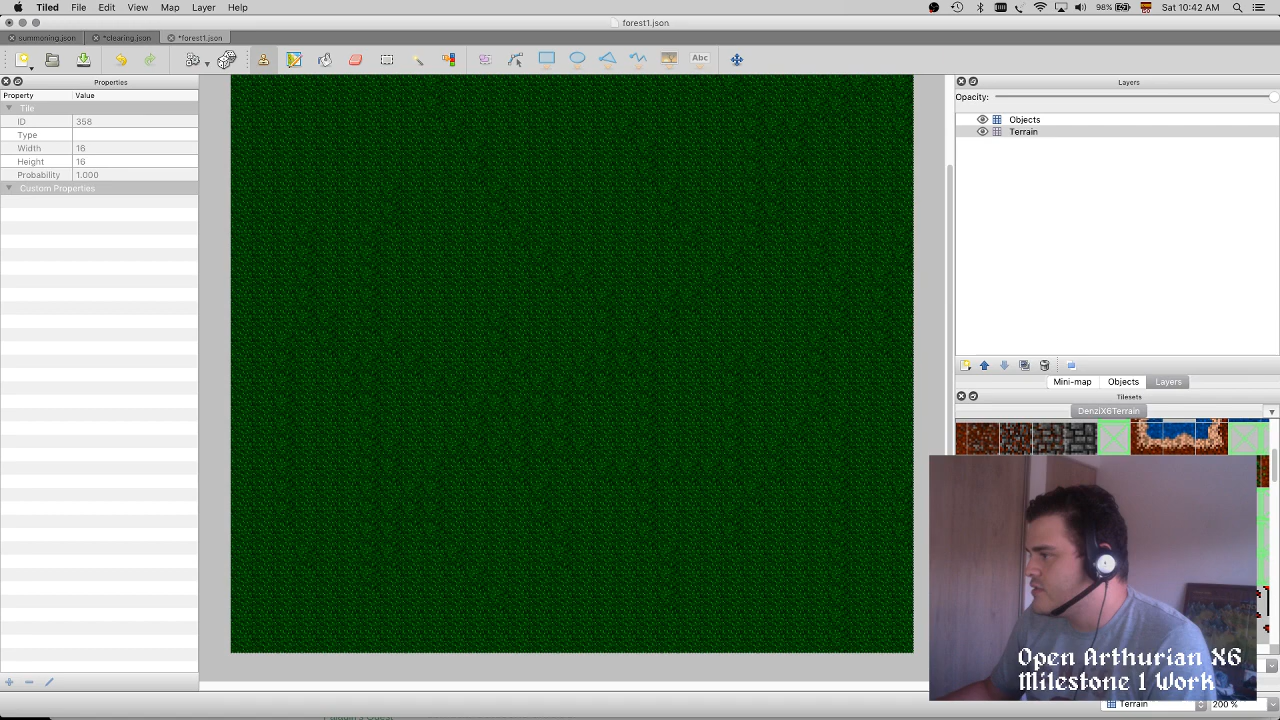 Tiled File Edit View Map Layer Help 98% Sat 10:42 AM
forest1.json
summoning.json *clearing.json *forest1.json
Abc
Properties
Property Value
Tile
ID 358
Type
Width 16
Height 16
Probability 1.000
Custom Properties
Layers
Opacity:
Objects
Terrain
Mini-map Objects Layers
Tilesets
DenziX6Terrain
Open Arthurian X6
Milestone 1 Work
Terrain 200 %